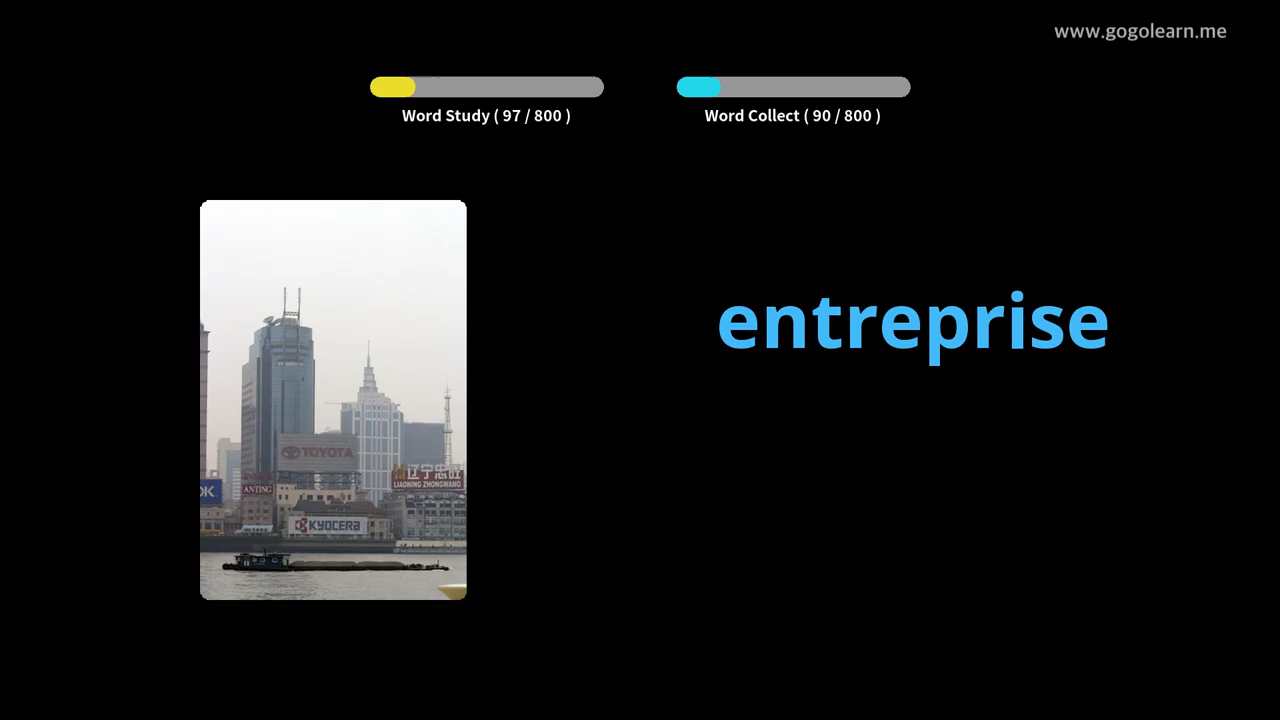 www.gogolearn.me
Word Study ( 97 / 800 )
Word Collect ( 90 / 800 )
entreprise
TOYOTA
辽宁忠旺
LIAONING ZHONGWANG
OK
ANTING
KYOCERA